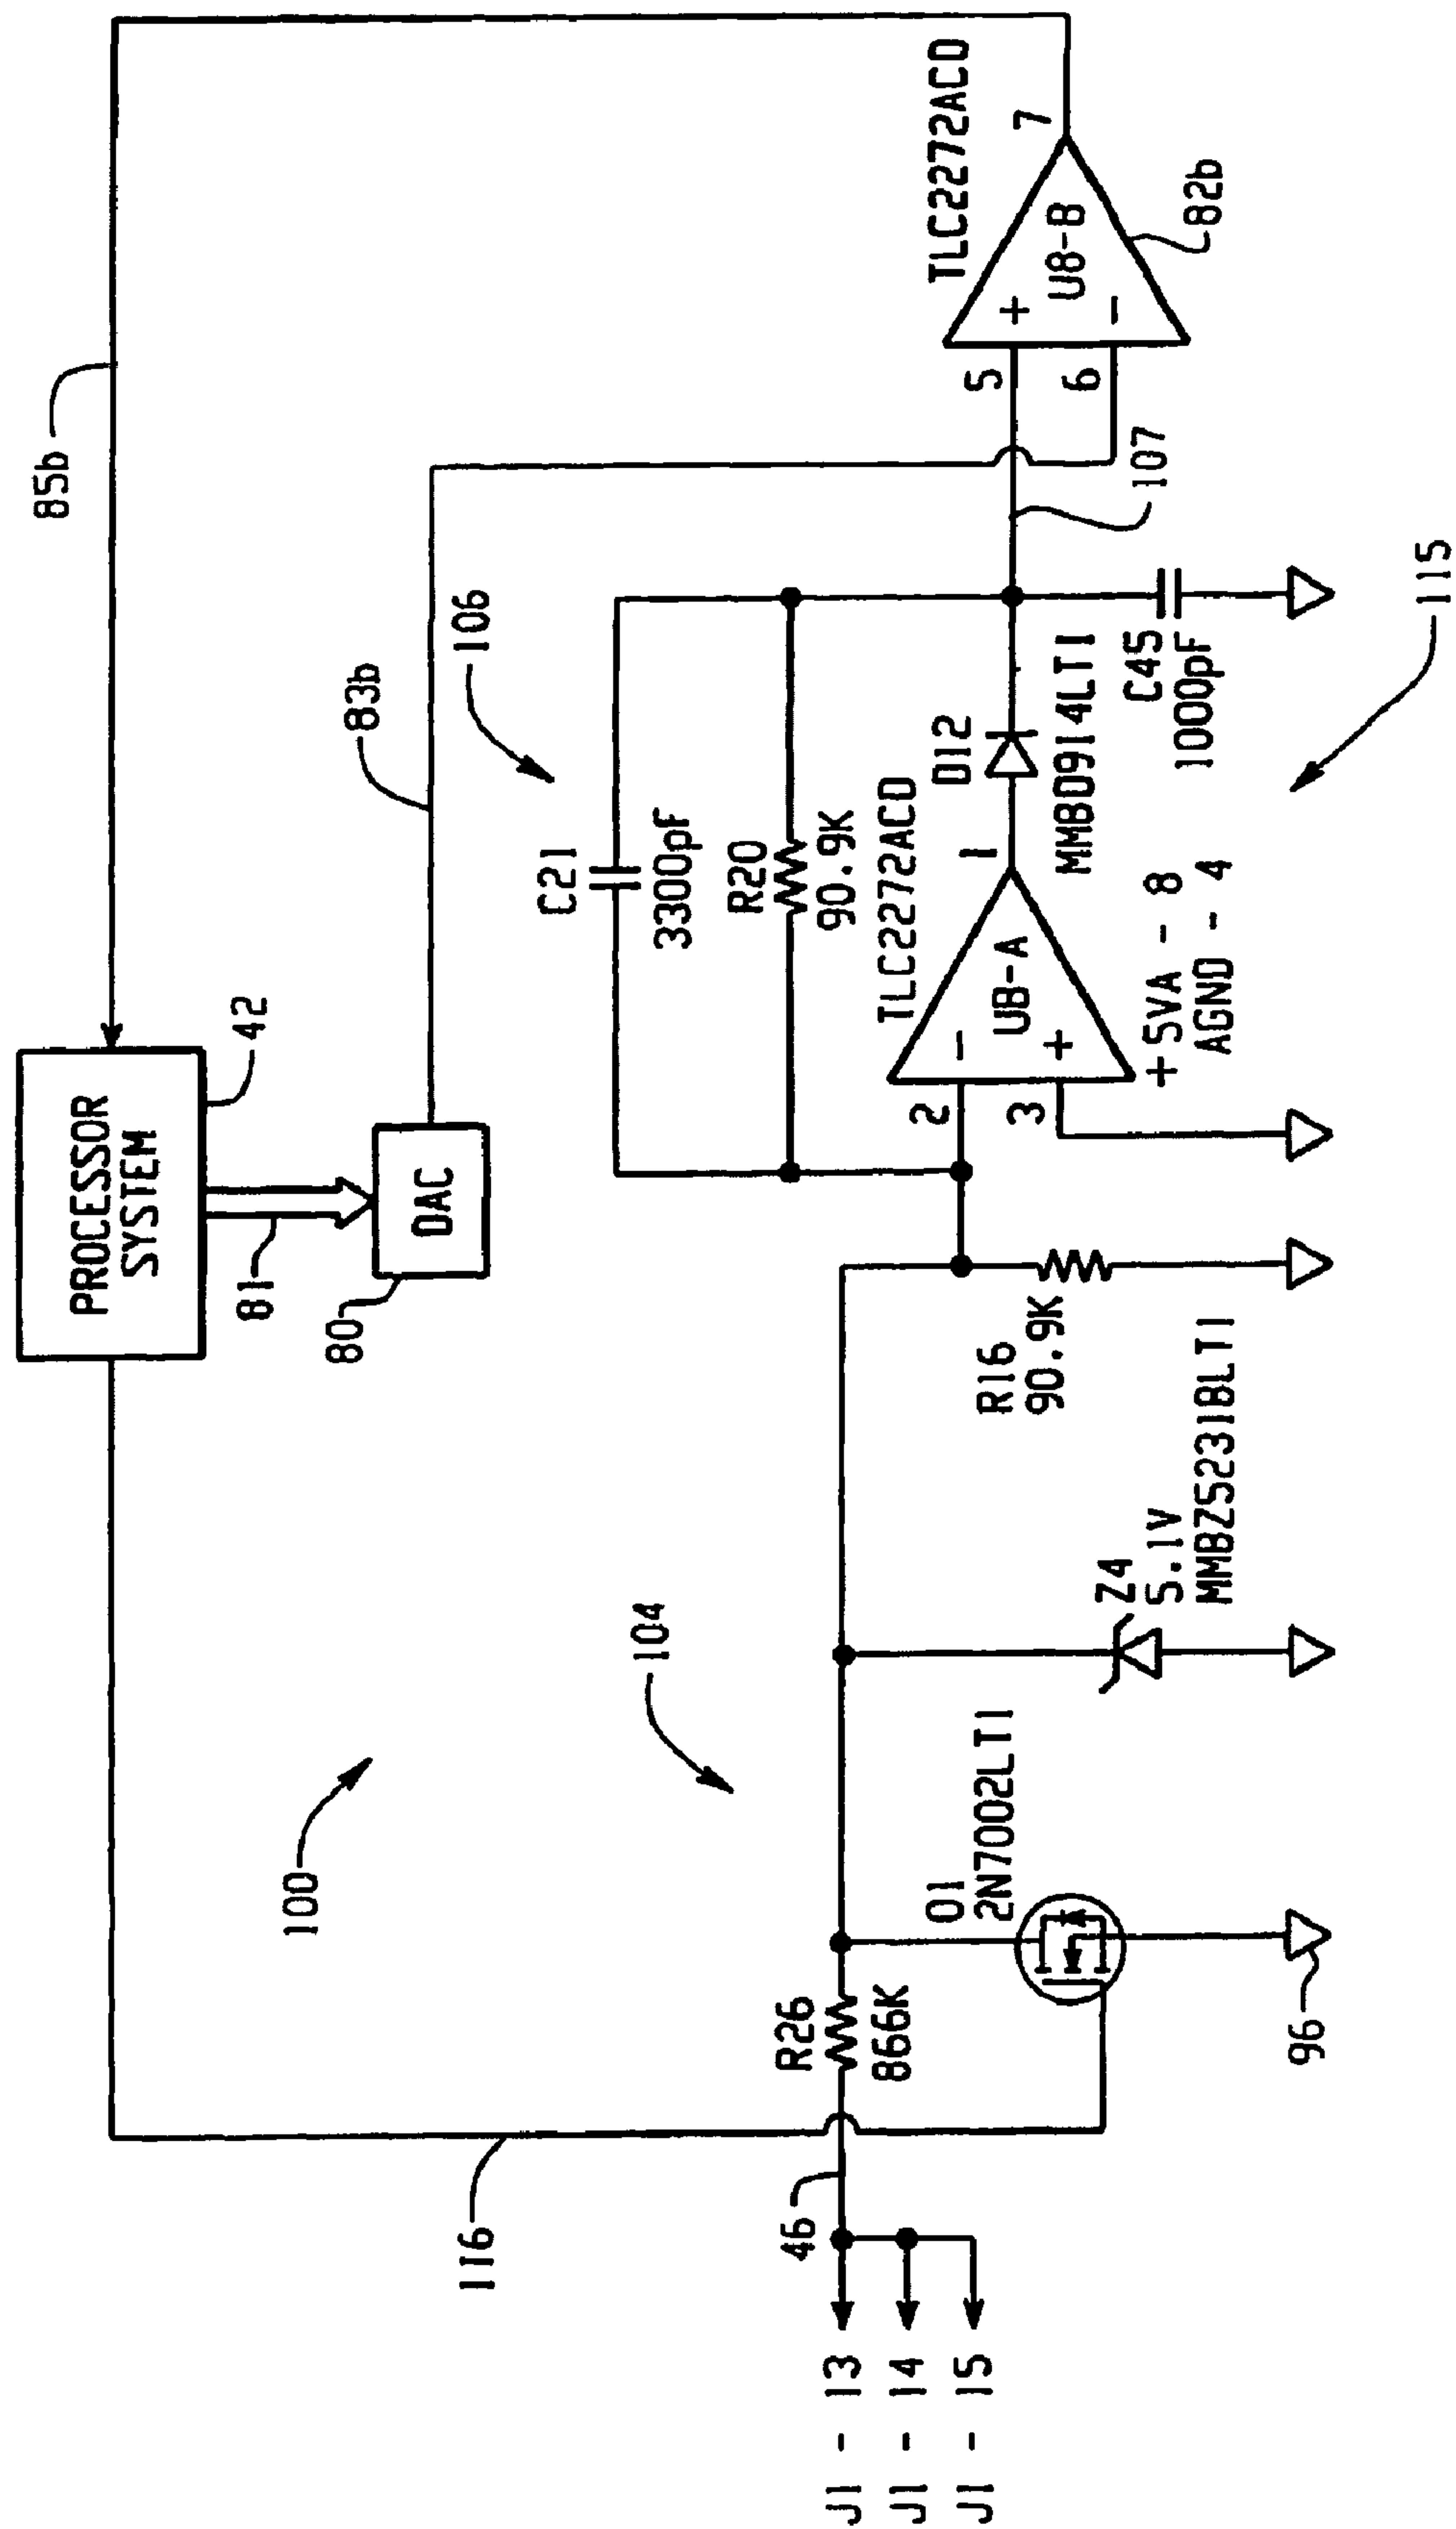 85b
PROCESSOR
SYSTEM
42
81
80
DAC
83b
106
C21
3300pF
R20
90.9K
TLC2272ACD
U8-B
+
-
5
6
7
82b
107
TLC2272ACD
U8-A
-
+
2
3
1
+5VA - 8
AGND - 4
D12
MMBD914LT1
C45
1000pF
115
R16
90.9K
Z4
5.1V
MMBZ5231BLT1
100
104
Q1
2N7002LT1
96
R26
866K
116
46
J1 - 13
J1 - 14
J1 - 15